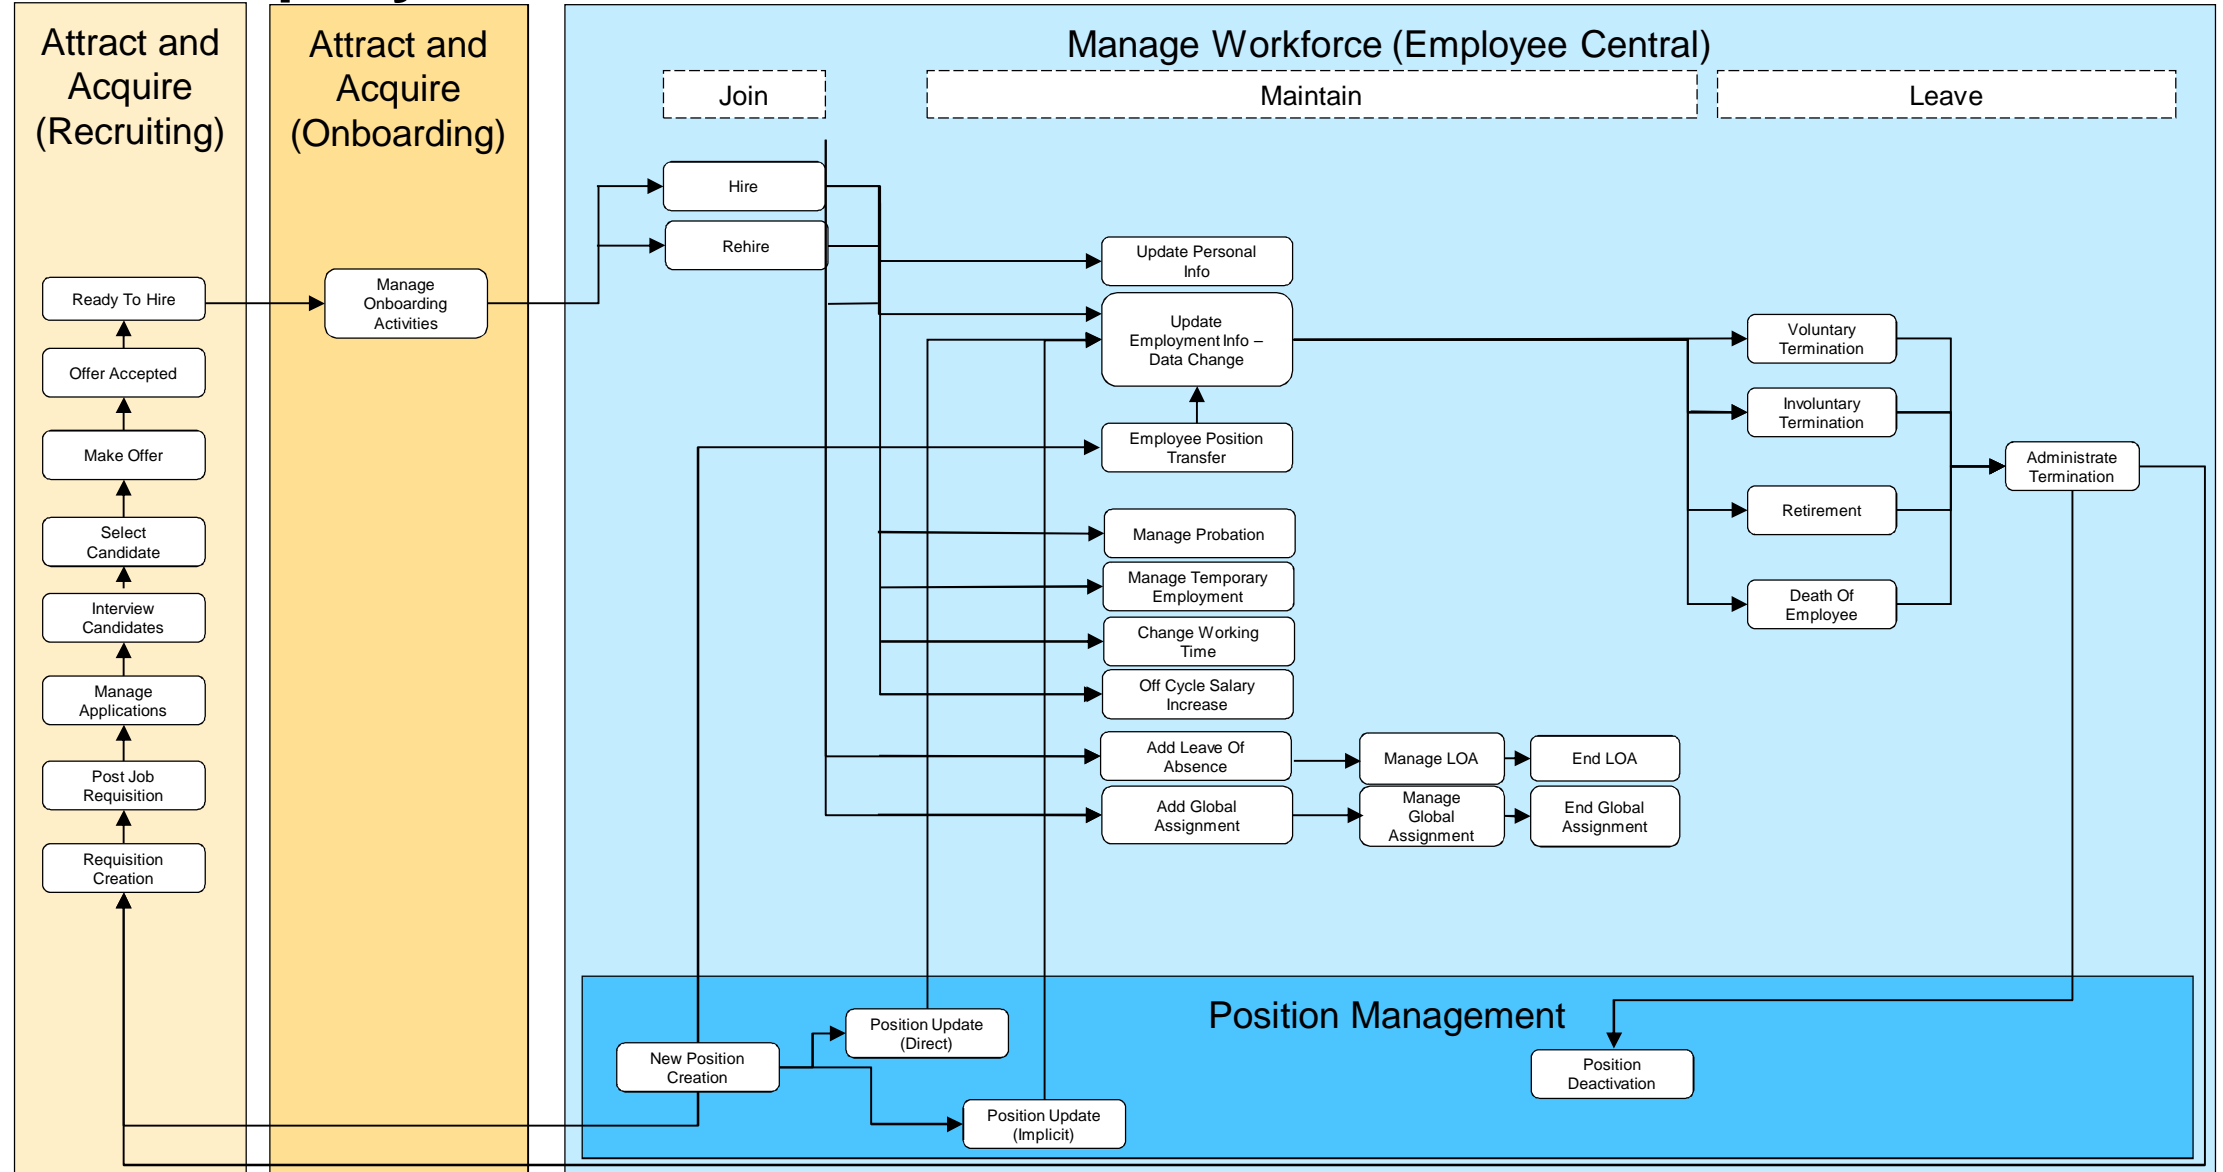 Attract and
Acquire
(Recruiting)
Attract and
Acquire
(Onboarding)
Manage Workforce (Employee Central)
Join
Maintain
Leave
Hire
Rehire
Ready To Hire
Offer Accepted
Make Offer
Select
Candidate
Interview
Candidates
Manage
Applications
Post Job
Requisition
Requisition
Creation
Manage
Onboarding
Activities
Update Personal
Info
Update
Employment Info –
Data Change
Employee Position
Transfer
Manage Probation
Manage Temporary
Employment
Change Working
Time
Off Cycle Salary
Increase
Add Leave Of
Absence
Manage LOA
End LOA
Add Global
Assignment
Manage
Global
Assignment
End Global
Assignment
Voluntary
Termination
Involuntary
Termination
Retirement
Death Of
Employee
Administrate
Termination
Position Management
Position Update
(Direct)
New Position
Creation
Position Update
(Implicit)
Position
Deactivation